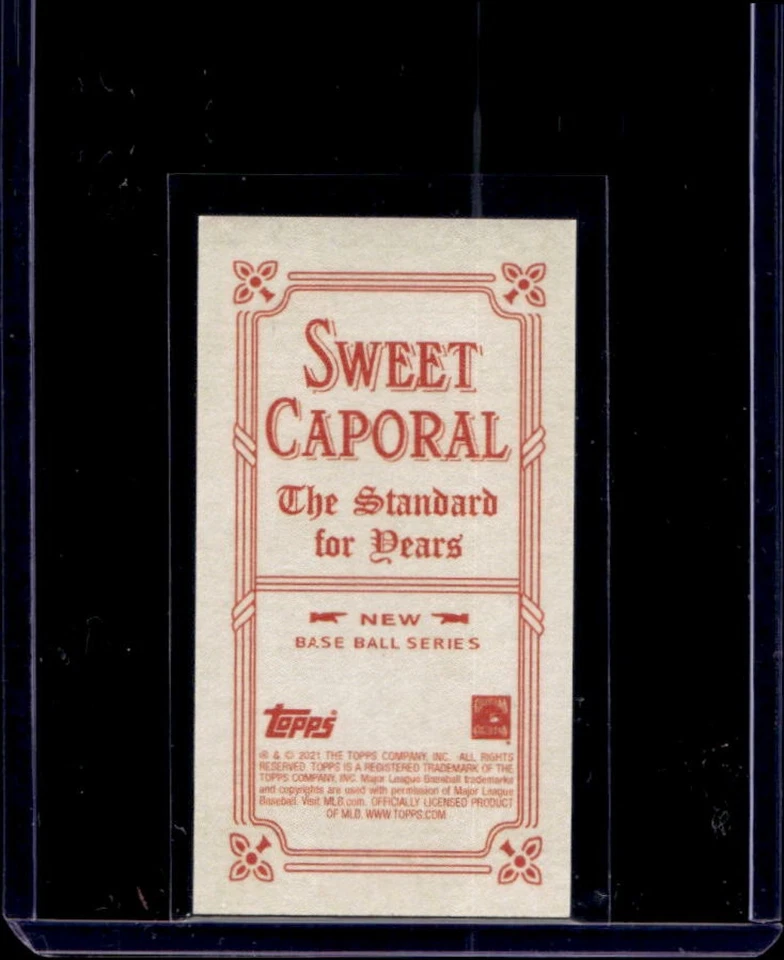 SWEET
CAPORAL
The Standard
for Years
NEW
BASE BALL SERIES
Topps
® & © 2021 THE TOPPS COMPANY, INC. ALL RIGHTS
RESERVED. TOPPS IS A REGISTERED TRADEMARK OF THE
TOPPS COMPANY, INC. Major League Baseball trademarks
and copyrights are used with permission of Major League
Baseball. Visit MLB.com. OFFICIALLY LICENSED PRODUCT
OF MLB. WWW.TOPPS.COM